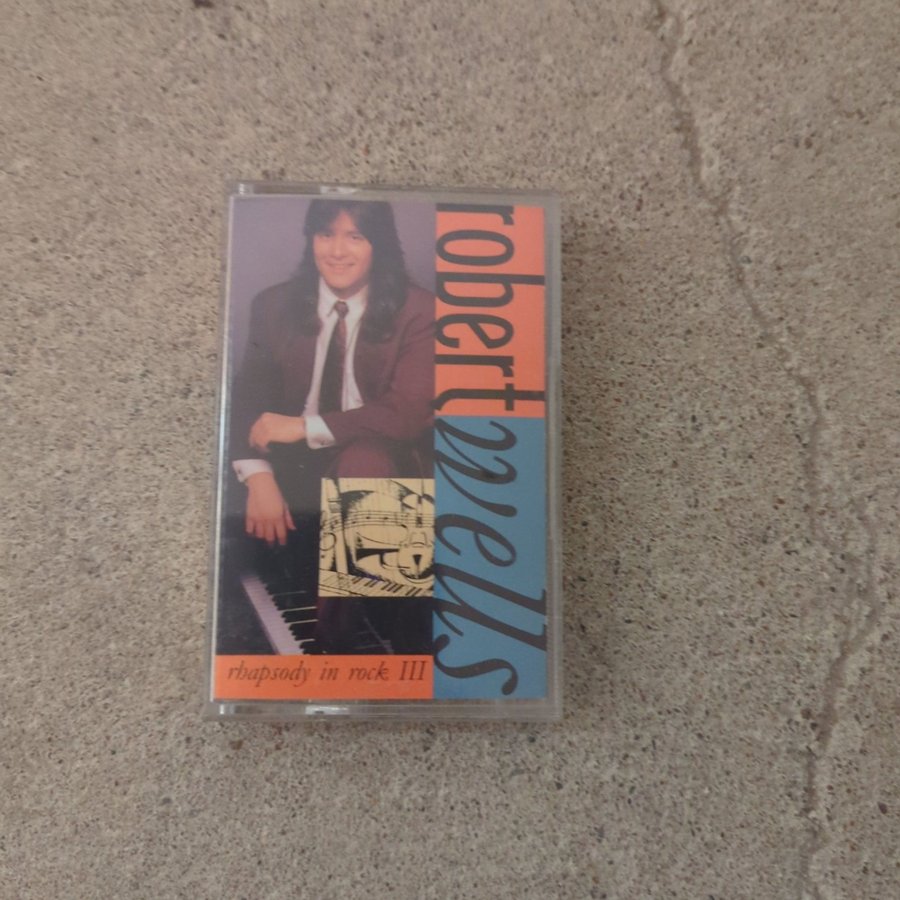 robert wells
rhapsody in rock III